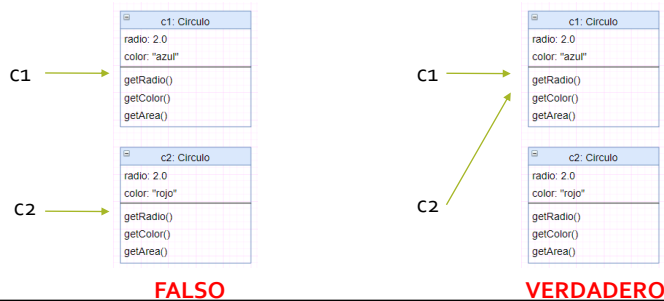 c1: Circulo
radio: 2.0
color: "azul"
C1
getRadio()
getColor()
getArea()
c2: Circulo
radio: 2.0
color: "rojo"
C2
getRadio()
getColor()
getArea()
FALSO
c1: Circulo
radio: 2.0
color: "azul"
C1
getRadio()
getColor()
getArea()
c2: Circulo
radio: 2.0
color: "rojo"
C2
getRadio()
getColor()
getArea()
VERDADERO